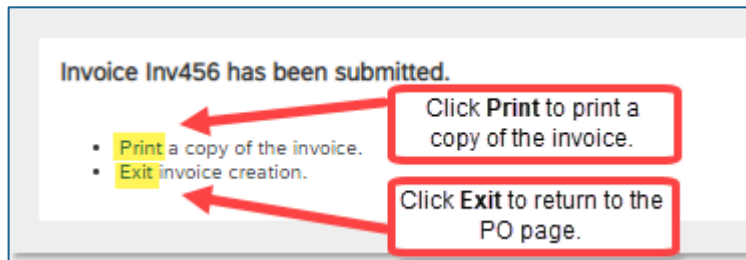 Invoice Inv456 has been submitted.
Click Print to print a
copy of the invoice.
• Print a copy of the invoice.
• Exit invoice creation.
Click Exit to return to the
PO page.